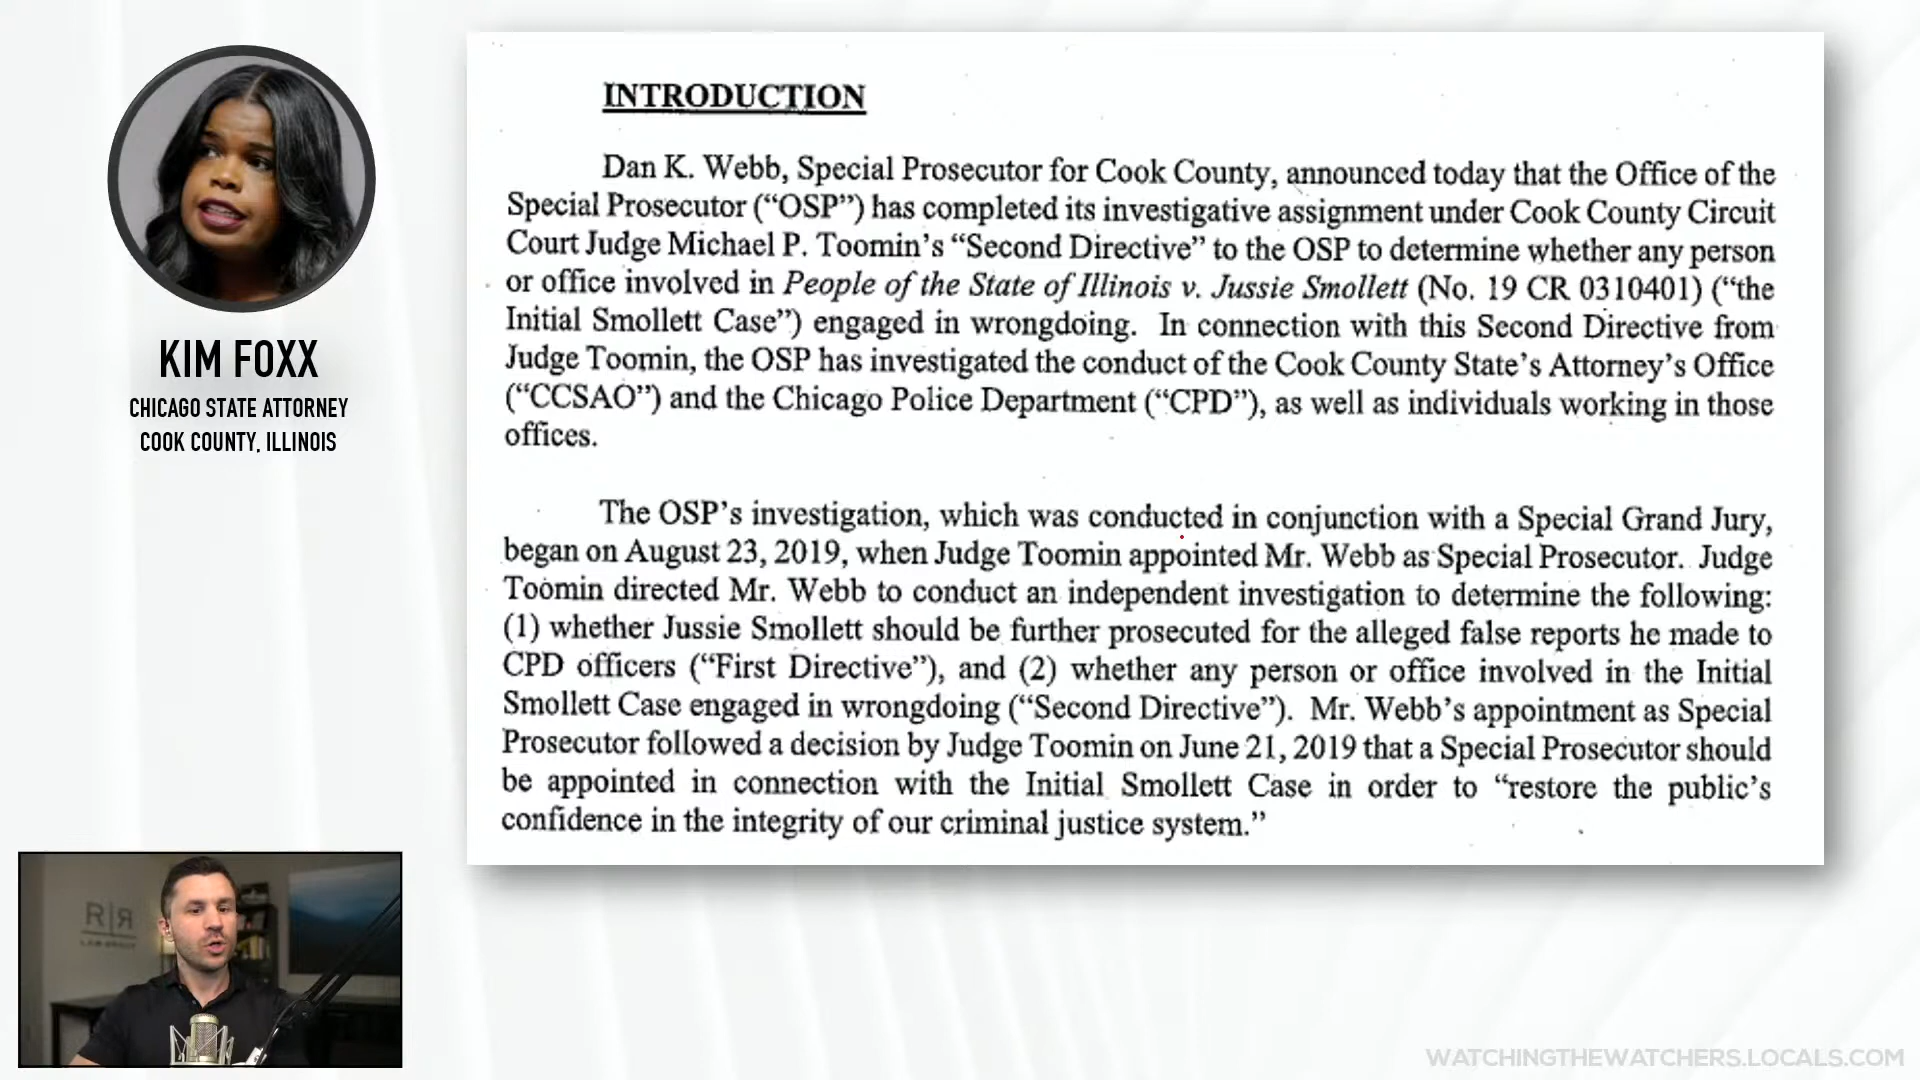 KIM FOXX
CHICAGO STATE ATTORNEY
COOK COUNTY, ILLINOIS
INTRODUCTION
Dan K. Webb, Special Prosecutor for Cook County, announced today that the Office of the
Special Prosecutor (“OSP”) has completed its investigative assignment under Cook County Circuit
Court Judge Michael P. Toomin’s “Second Directive” to the OSP to determine whether any person
or office involved in People of the State of Illinois v. Jussie Smollett (No. 19 CR 0310401) (“the
Initial Smollett Case”) engaged in wrongdoing. In connection with this Second Directive from
Judge Toomin, the OSP has investigated the conduct of the Cook County State’s Attorney’s Office
(“CCSAO”) and the Chicago Police Department (“CPD”), as well as individuals working in those
offices.
The OSP’s investigation, which was conducted in conjunction with a Special Grand Jury,
began on August 23, 2019, when Judge Toomin appointed Mr. Webb as Special Prosecutor. Judge
Toomin directed Mr. Webb to conduct an independent investigation to determine the following:
(1) whether Jussie Smollett should be further prosecuted for the alleged false reports he made to
CPD officers (“First Directive”), and (2) whether any person or office involved in the Initial
Smollett Case engaged in wrongdoing (“Second Directive”). Mr. Webb’s appointment as Special
Prosecutor followed a decision by Judge Toomin on June 21, 2019 that a Special Prosecutor should
be appointed in connection with the Initial Smollett Case in order to “restore the public’s
confidence in the integrity of our criminal justice system.”
R|R
LAW GROUP
WATCHINGTHEWATCHERS.LOCALS.COM